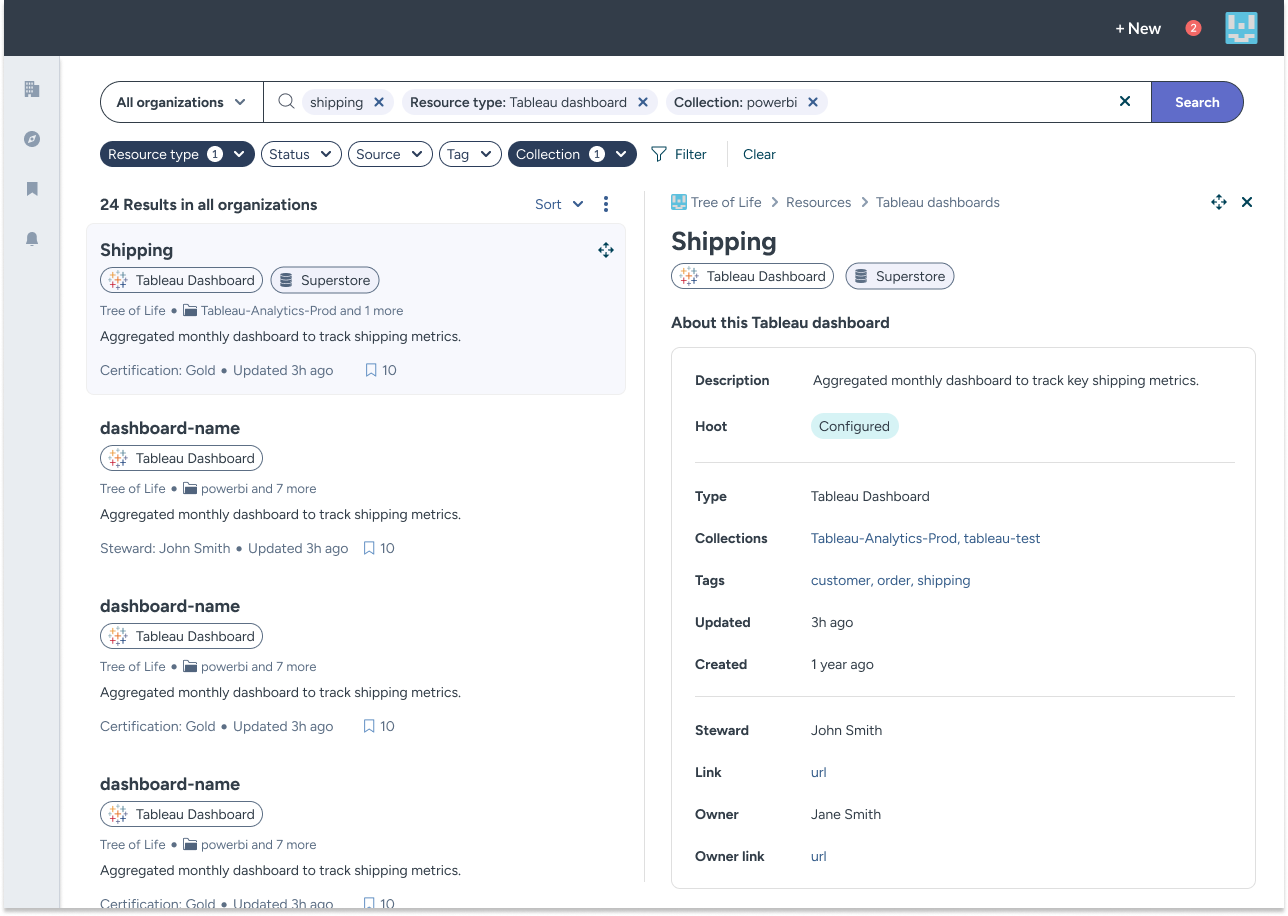 + New 2
All organizations shipping Resource type: Tableau dashboard Collection: powerbi Search
Resource type 1 Status Source Tag Collection 1 Filter Clear
24 Results in all organizations Sort
Shipping
Tableau Dashboard Superstore
Tree of Life • Tableau-Analytics-Prod and 1 more
Aggregated monthly dashboard to track shipping metrics.
Certification: Gold • Updated 3h ago 10
dashboard-name
Tableau Dashboard
Tree of Life • powerbi and 7 more
Aggregated monthly dashboard to track shipping metrics.
Steward: John Smith • Updated 3h ago 10
dashboard-name
Tableau Dashboard
Tree of Life • powerbi and 7 more
Aggregated monthly dashboard to track shipping metrics.
Certification: Gold • Updated 3h ago 10
dashboard-name
Tableau Dashboard
Tree of Life • powerbi and 7 more
Aggregated monthly dashboard to track shipping metrics.
Certification: Gold • Updated 3h ago 10
Tree of Life > Resources > Tableau dashboards
Shipping
Tableau Dashboard Superstore
About this Tableau dashboard
Description Aggregated monthly dashboard to track key shipping metrics.
Hoot Configured
Type Tableau Dashboard
Collections Tableau-Analytics-Prod, tableau-test
Tags customer, order, shipping
Updated 3h ago
Created 1 year ago
Steward John Smith
Link url
Owner Jane Smith
Owner link url